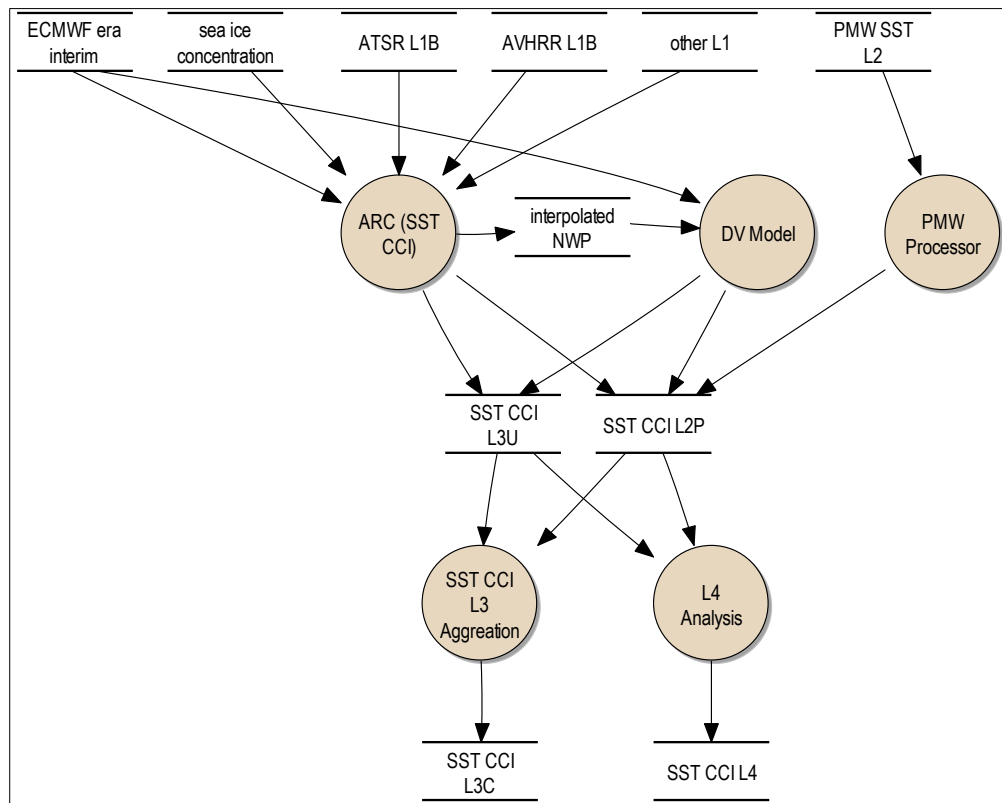 ECMWF era
interim
sea ice
concentration
ATSR L1B
AVHRR L1B
other L1
PMW SST
L2
ARC (SST
CCI)
interpolated
NWP
DV Model
PMW
Processor
SST CCI
L3U
SST CCI L2P
SST CCI
L3
Aggreation
L4
Analysis
SST CCI
L3C
SST CCI L4